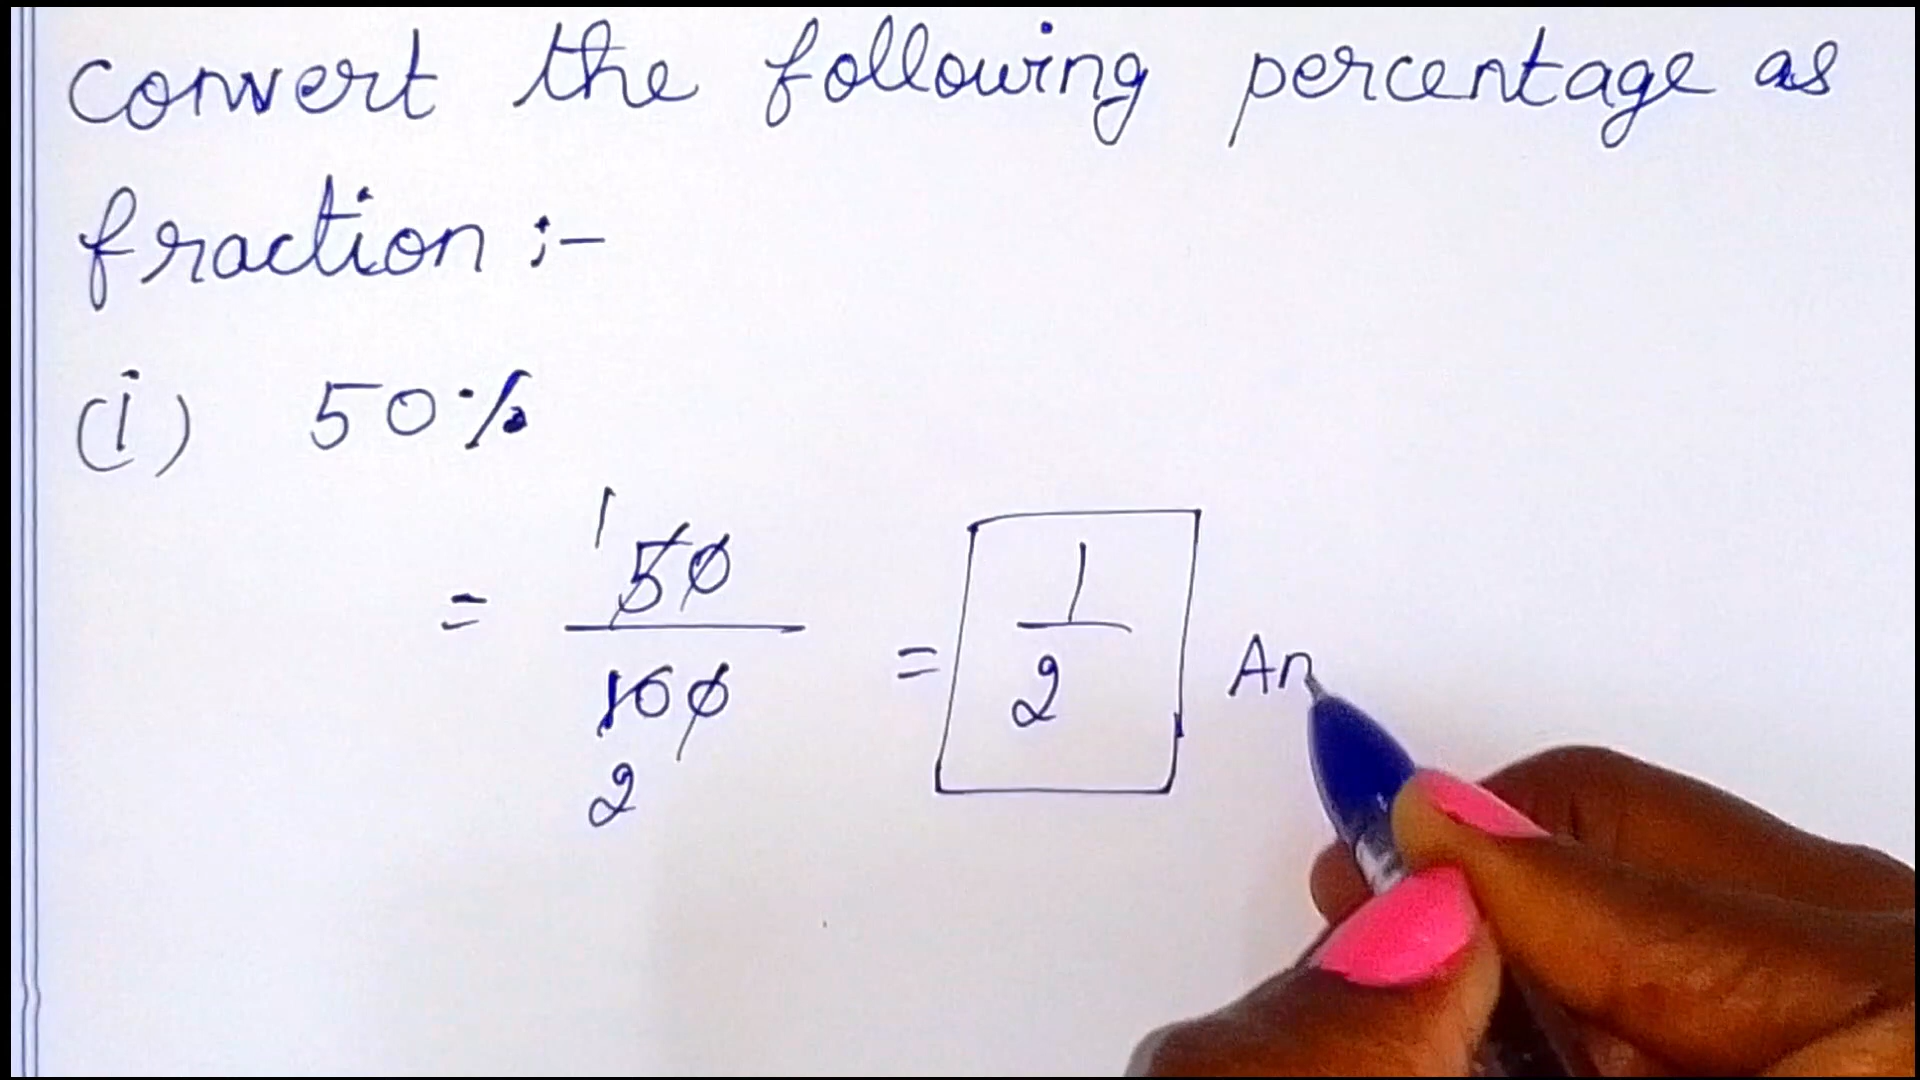 convert the following percentage as
fraction :-
(i) 50%
= 50/100 = 1/2 An
1
2